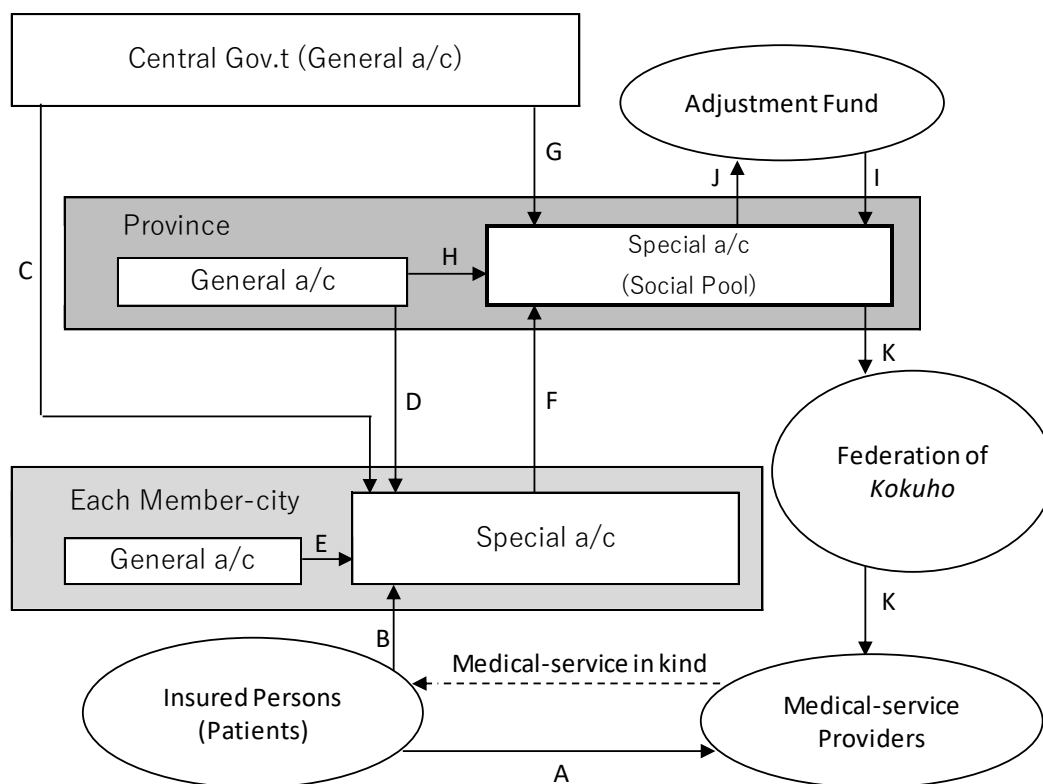 Central Gov.t (General a/c)
Adjustment Fund
G
J
I
Province
Special a/c
(Social Pool)
C
H
General a/c
K
D
F
Federation of
Kokuho
Each Member-city
Special a/c
E
General a/c
K
B
Medical-service in kind
Insured Persons
(Patients)
Medical-service
Providers
A